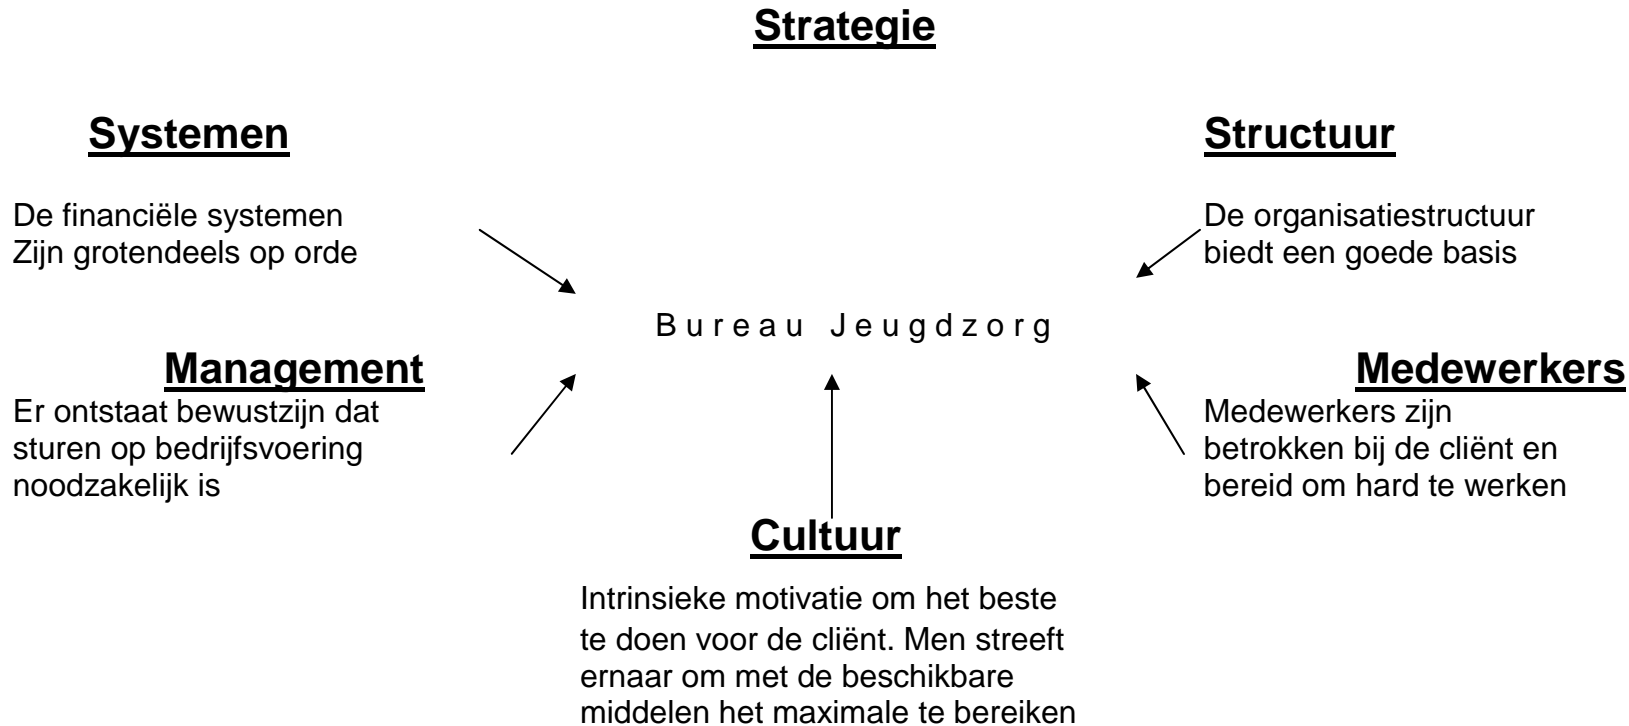 Strategie
Systemen
Structuur
De financiële systemen
Zijn grotendeels op orde
De organisatiestructuur
biedt een goede basis
Bureau Jeugdzorg
Management
Er ontstaat bewustzijn dat
sturen op bedrijfsvoering
noodzakelijk is
Medewerkers
Medewerkers zijn
betrokken bij de cliënt en
bereid om hard te werken
Cultuur
Intrinsieke motivatie om het beste
te doen voor de cliënt. Men streeft
ernaar om met de beschikbare
middelen het maximale te bereiken